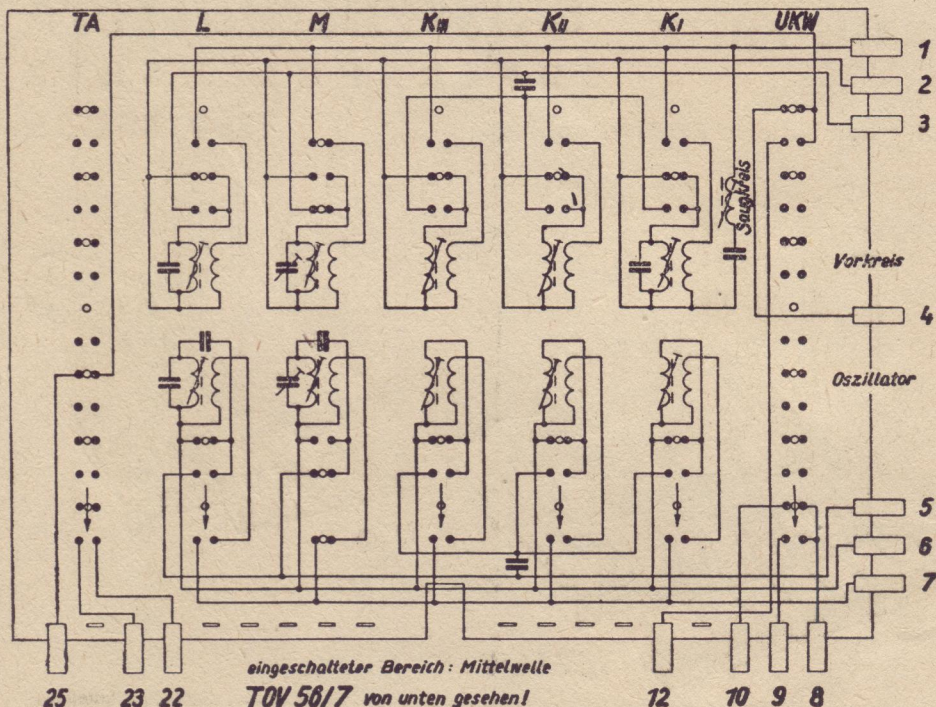 TA L M KIII KII KI UKW
1
2
3
Saugkreis
Vorkreis
4
Oszillator
5
6
7
eingeschalteter Bereich: Mittelwelle
25 23 22 TOV 56/7 von unten gesehen! 12 10 9 8